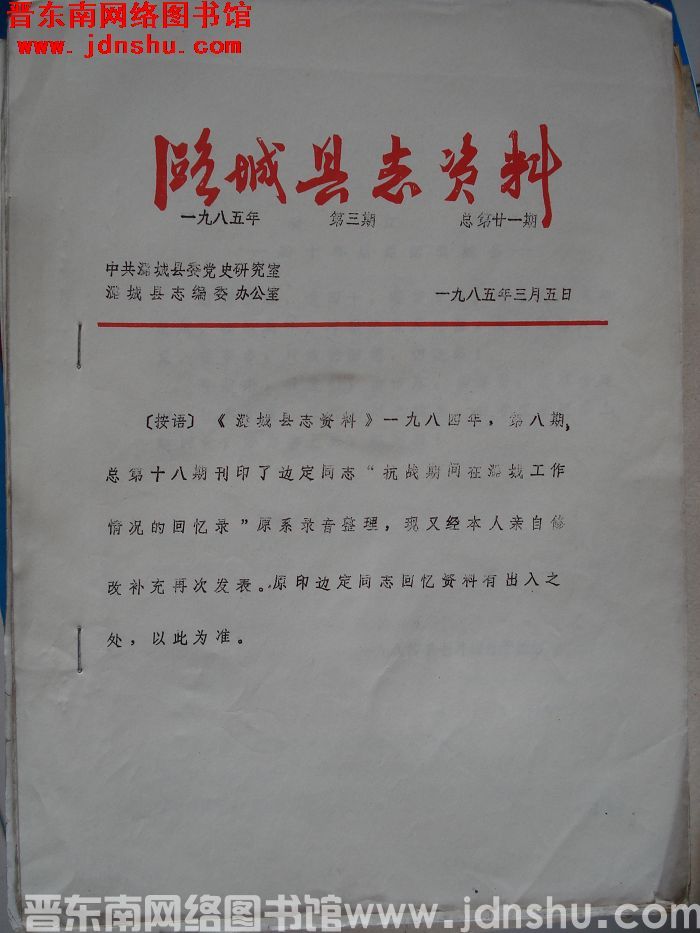 晋东南网络图书馆
www.jdnshu.com
潞城县志资料
一九八五年 第三期 总第廿一期
中共潞城县委党史研究室
潞城县志编委办公室 一九八五年三月五日
〔按语〕《潞城县志资料》一九八四年，第八期，
总第十八期刊印了边定同志“抗战期间在潞城工作
情况的回忆录”原系录音整理，现又经本人亲自修
改补充再次发表。原印边定同志回忆资料有出入之
处，以此为准。
晋东南网络图书馆www.jdnshu.com